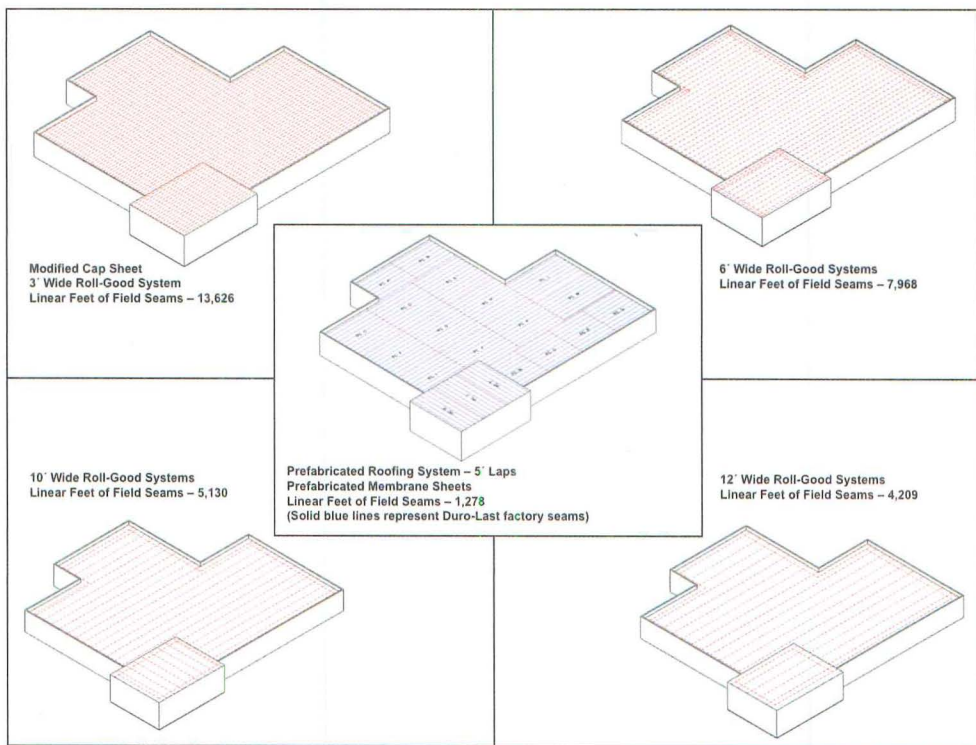 Modified Cap Sheet
3´ Wide Roll-Good System
Linear Feet of Field Seams – 13,626
6´ Wide Roll-Good Systems
Linear Feet of Field Seams – 7,968
Prefabricated Roofing System – 5´ Laps
Prefabricated Membrane Sheets
Linear Feet of Field Seams – 1,278
(Solid blue lines represent Duro-Last factory seams)
10´ Wide Roll-Good Systems
Linear Feet of Field Seams – 5,130
12´ Wide Roll-Good Systems
Linear Feet of Field Seams – 4,209